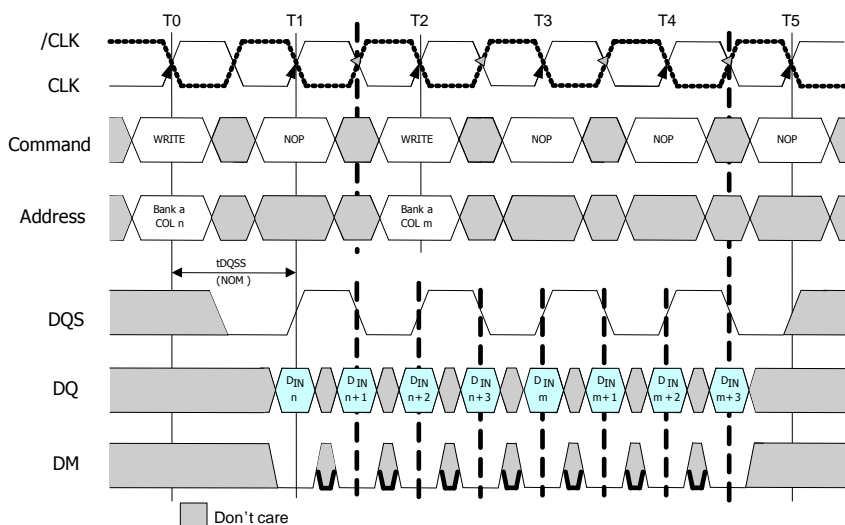 T0 T1 T2 T3 T4 T5
/CLK
CLK
Command WRITE NOP WRITE NOP NOP NOP
Address Bank a COL n Bank a COL m
tDQSS
(NOM )
DQS
DQ DIN n DIN n+1 DIN n+2 DIN n+3 DIN m DIN m+1 DIN m+2 DIN m+3
DM
Don't care